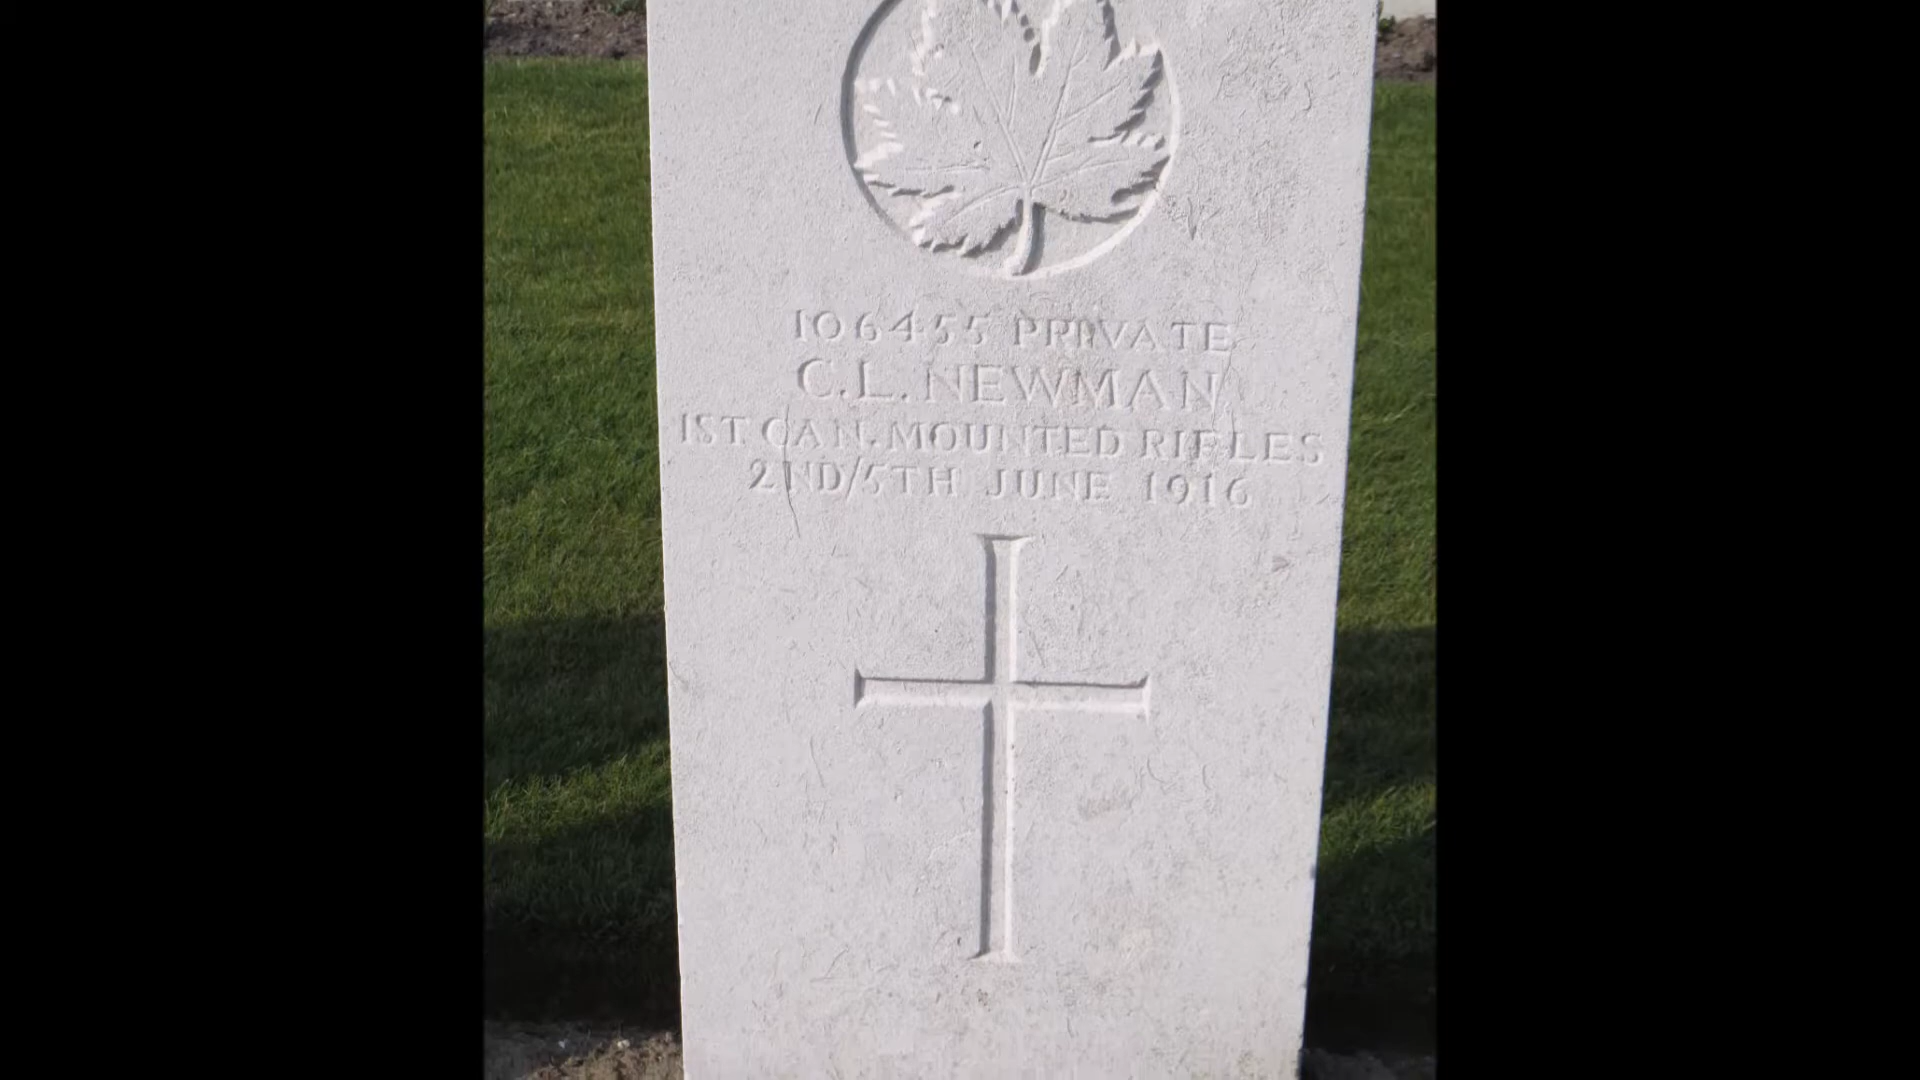 106455 PRIVATE
C.L. NEWMAN
1ST. CAN. MOUNTED RIFLES
2ND/5TH JUNE 1916